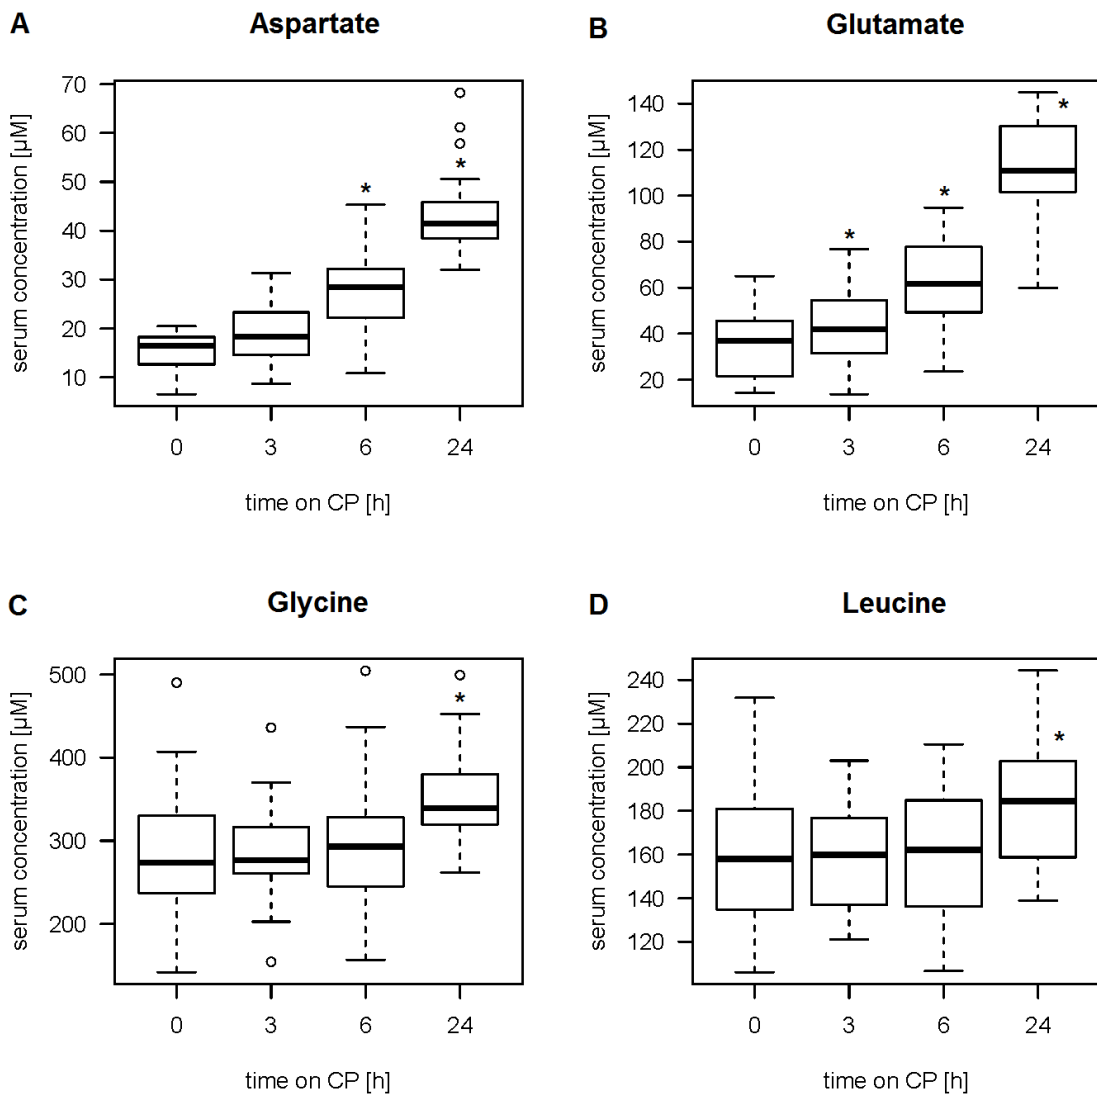 A
Aspartate
serum concentration [µM]
70
60
50
40
30
20
10
*
*
0 3 6 24
time on CP [h]
B
Glutamate
serum concentration [µM]
140
120
100
80
60
40
20
*
*
*
0 3 6 24
time on CP [h]
C
Glycine
serum concentration [µM]
500
400
300
200
*
0 3 6 24
time on CP [h]
D
Leucine
serum concentration [µM]
240
220
200
180
160
140
120
*
0 3 6 24
time on CP [h]